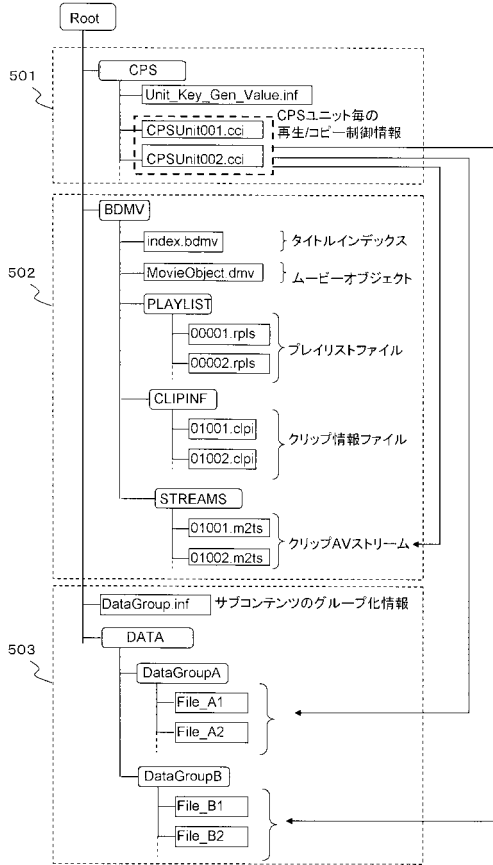 Root
501
CPS
Unit_Key_Gen_Value.inf
CPSUnit001.cci
CPSUnit002.cci
CPSユニット毎の
再生/コピー制御情報
502
BDMV
index.bdmv
タイトルインデックス
MovieObject.dmv
ムービーオブジェクト
PLAYLIST
00001.rpls
00002.rpls
プレイリストファイル
CLIPINF
01001.clpi
01002.clpi
クリップ情報ファイル
STREAMS
01001.m2ts
01002.m2ts
クリップAVストリーム
503
DataGroup.inf
サブコンテンツのグループ化情報
DATA
DataGroupA
File_A1
File_A2
DataGroupB
File_B1
File_B2